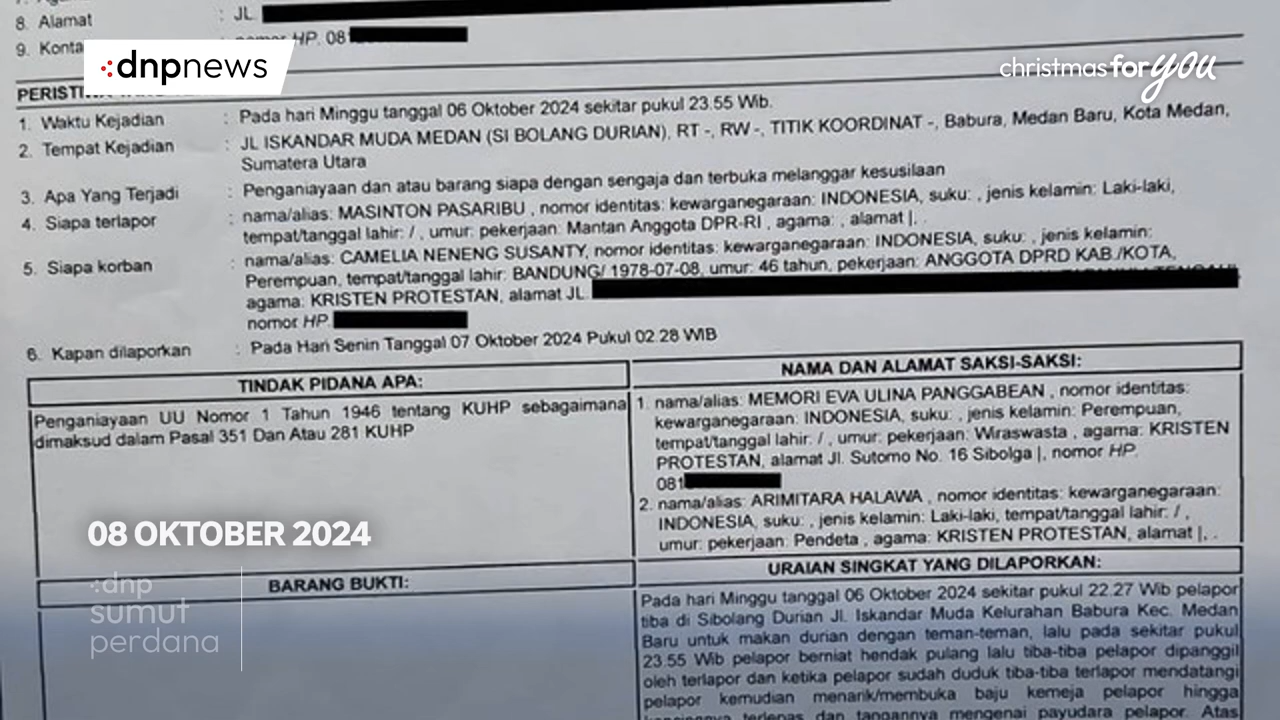 8. Alamat : JL.
9. Konta : nomor HP. 081
:dnpnews
christmas for you
PERISTI
1. Waktu Kejadian : Pada hari Minggu tanggal 06 Oktober 2024 sekitar pukul 23.55 Wib.
2. Tempat Kejadian : JL ISKANDAR MUDA MEDAN (SI BOLANG DURIAN), RT -, RW -, TITIK KOORDINAT -, Babura, Medan Baru, Kota Medan,
Sumatera Utara
3. Apa Yang Terjadi : Penganiayaan dan atau barang siapa dengan sengaja dan terbuka melanggar kesusilaan
4. Siapa terlapor : nama/alias: MASINTON PASARIBU , nomor identitas: kewarganegaraan: INDONESIA, suku: , jenis kelamin: Laki-laki,
tempat/tanggal lahir: / , umur: pekerjaan: Mantan Anggota DPR-RI , agama: , alamat |, .
5. Siapa korban : nama/alias: CAMELIA NENENG SUSANTY, nomor identitas: kewarganegaraan: INDONESIA, suku: , jenis kelamin:
Perempuan, tempat/tanggal lahir: BANDUNG/ 1978-07-08, umur: 46 tahun, pekerjaan: ANGGOTA DPRD KAB./KOTA,
agama: KRISTEN PROTESTAN, alamat JL.
nomor HP.
6. Kapan dilaporkan : Pada Hari Senin Tanggal 07 Oktober 2024 Pukul 02.28 WIB
TINDAK PIDANA APA:
Penganiayaan UU Nomor 1 Tahun 1946 tentang KUHP sebagaimana
dimaksud dalam Pasal 351 Dan Atau 281 KUHP
NAMA DAN ALAMAT SAKSI-SAKSI:
1. nama/alias: MEMORI EVA ULINA PANGGABEAN , nomor identitas:
kewarganegaraan: INDONESIA, suku: , jenis kelamin: Perempuan,
tempat/tanggal lahir: / , umur: pekerjaan: Wiraswasta , agama: KRISTEN
PROTESTAN, alamat Jl. Sutomo No. 16 Sibolga |, nomor HP.
081
2. nama/alias: ARIMITARA HALAWA , nomor identitas: kewarganegaraan:
INDONESIA, suku: , jenis kelamin: Laki-laki, tempat/tanggal lahir: / ,
umur: pekerjaan: Pendeta , agama: KRISTEN PROTESTAN, alamat |, .
08 OKTOBER 2024
:dnp
sumut
perdana
BARANG BUKTI:
URAIAN SINGKAT YANG DILAPORKAN:
Pada hari Minggu tanggal 06 Oktober 2024 sekitar pukul 22.27 Wib pelapor
tiba di Sibolang Durian Jl. Iskandar Muda Kelurahan Babura Kec. Medan
Baru untuk makan durian dengan teman-teman, lalu pada sekitar pukul
23.55 Wib pelapor berniat hendak pulang lalu tiba-tiba pelapor dipanggil
oleh terlapor dan ketika pelapor sudah duduk tiba-tiba terlapor mendatangi
pelapor kemudian menarik/membuka baju kemeja pelapor hingga
kancingnya terlepas dan tangannya mengenai payudara pelapor. Atas